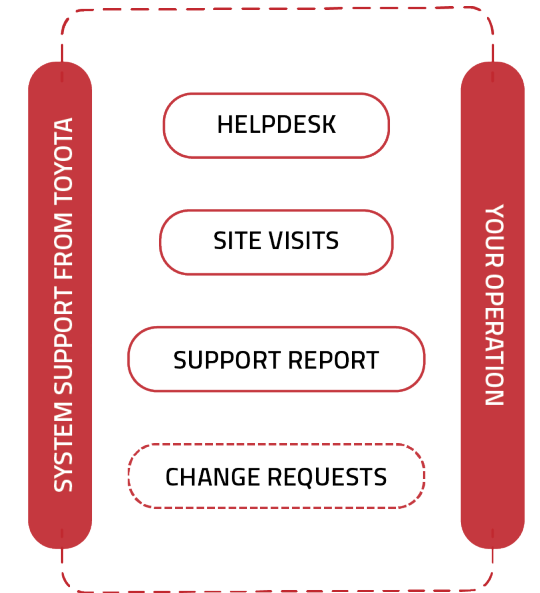 SYSTEM SUPPORT FROM TOYOTA
HELPDESK
SITE VISITS
SUPPORT REPORT
CHANGE REQUESTS
YOUR OPERATION